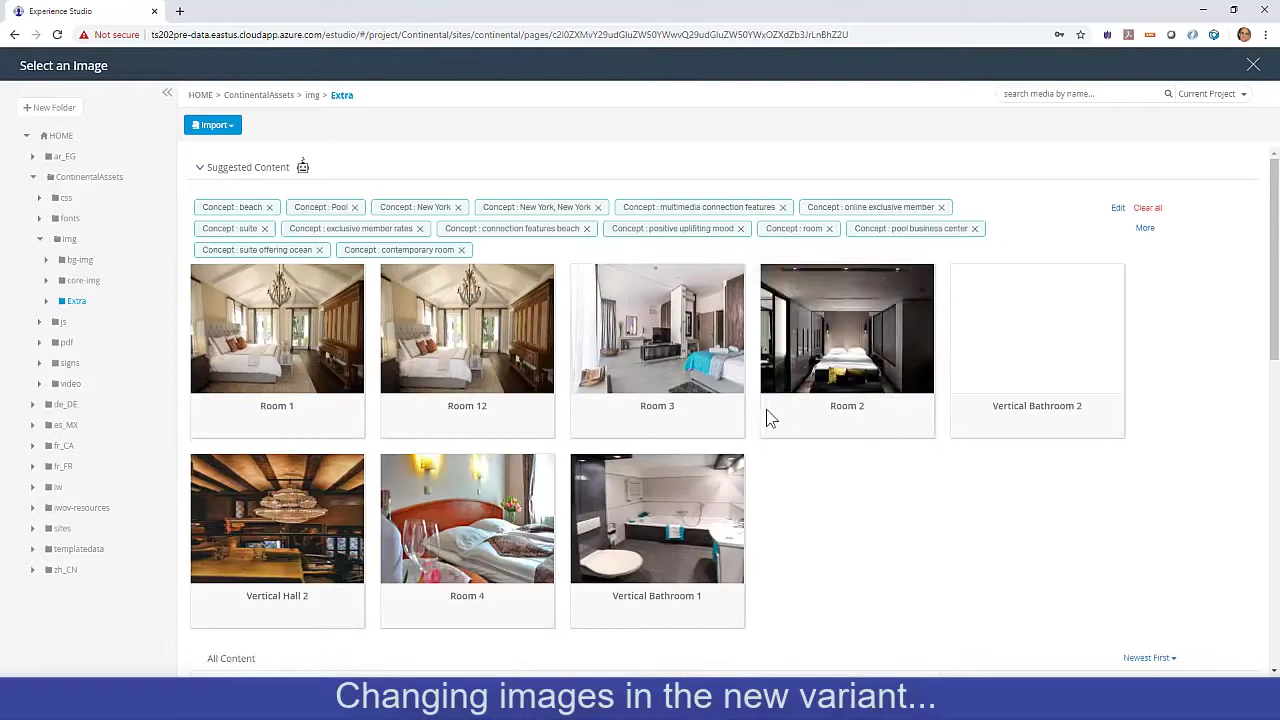 Experience Studio
Not secure ts202pre-data.eastus.cloudapp.azure.com/estudio/#/project/Continental/sites/continental/pages/
Select an Image
New Folder
HOME > ContinentalAssets > img > Extra
search media by name...
Current Project
HOME
Import
ar_EG
ContinentalAssets
Suggested Content
css
fonts
img
bg-img
core-img
Extra
js
pdf
signs
video
de_DE
es_MX
fr_CA
fr_FR
iw
iwov-resources
sites
templatedata
zh_CN
Concept : beach
Concept : Pool
Concept : New York
Concept : New York, New York
Concept : multimedia connection features
Concept : online exclusive member
Edit
Clear all
Concept : suite
Concept : exclusive member rates
Concept : connection features beach
Concept : positive uplifiting mood
Concept : room
Concept : pool business center
More
Concept : suite offering ocean
Concept : contemporary room
Room 1
Room 12
Room 3
Room 2
Vertical Bathroom 2
Vertical Hall 2
Room 4
Vertical Bathroom 1
All Content
Newest First
Changing images in the new variant...